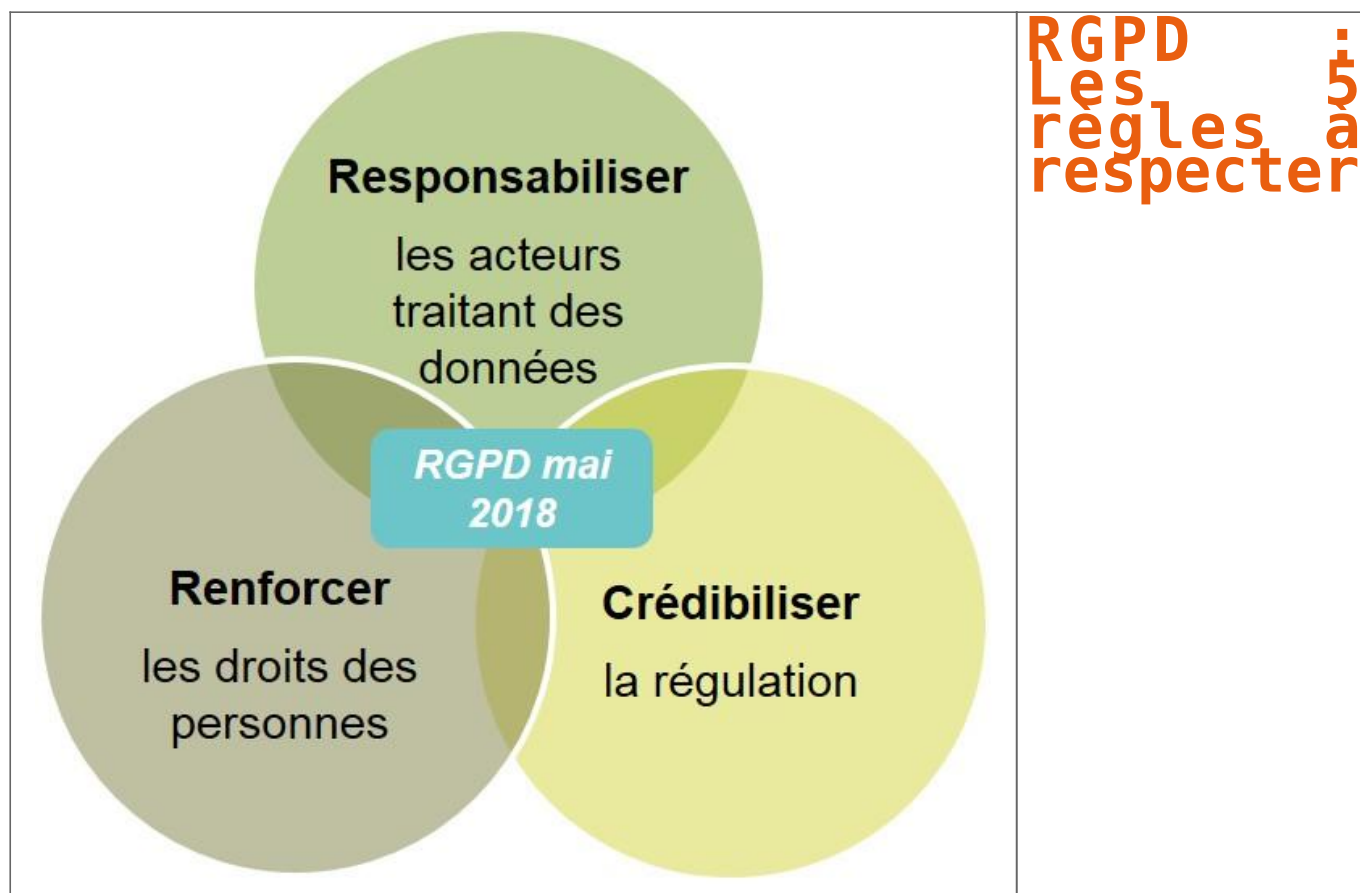 Responsabiliser
les acteurs
traitant des
données
RGPD mai
2018
Renforcer
les droits des
personnes
Crédibiliser
la régulation
RGPD :
Les 5
règles à
respecter